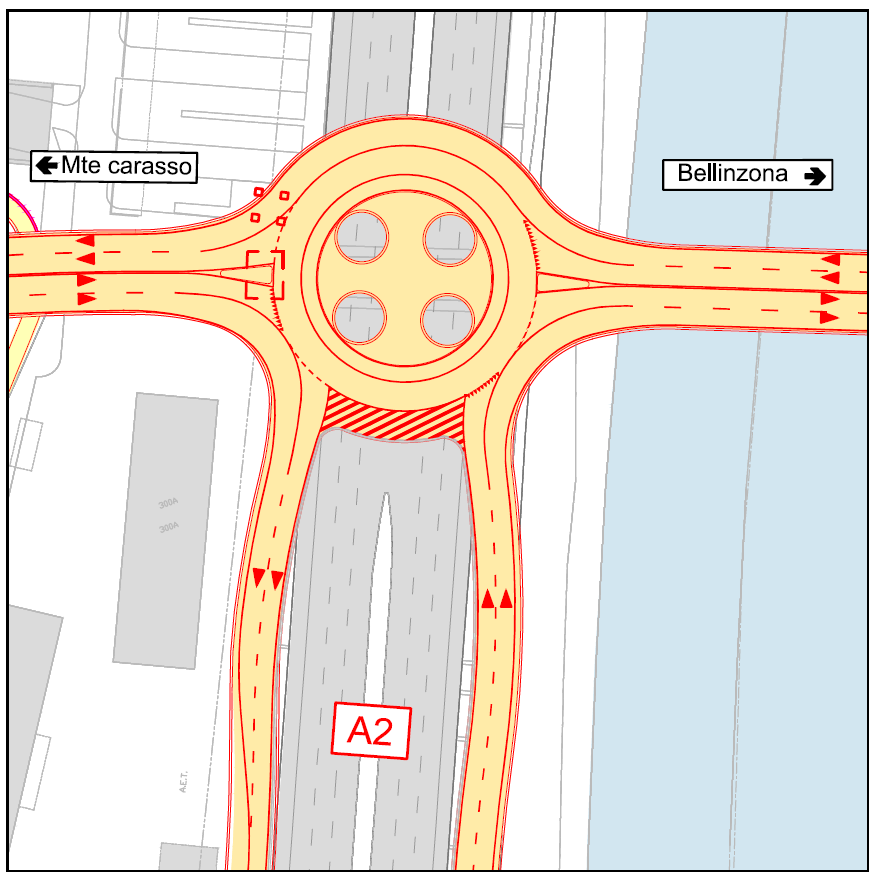 Mte carasso
Bellinzona
300A
300A
A2
A.E.T.